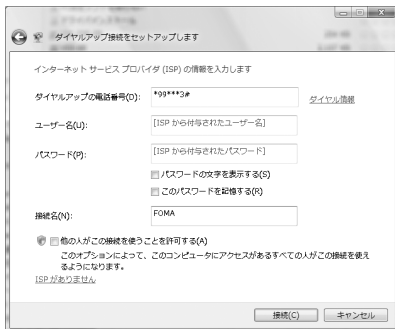 ダイヤルアップ接続をセットアップします
インターネット サービス プロバイダ (ISP) の情報を入力します
ダイヤルアップの電話番号(D):
*99***3#
ダイヤル情報
ユーザー名(U):
[ISP から付与されたユーザー名]
パスワード(P):
[ISP から付与されたパスワード]
パスワードの文字を表示する(S)
このパスワードを記憶する(R)
接続名(N):
FOMA
他の人がこの接続を使うことを許可する(A)
このオプションによって、このコンピュータにアクセスがあるすべての人がこの接続を使え
るようになります。
ISP がありません
接続(C)
キャンセル